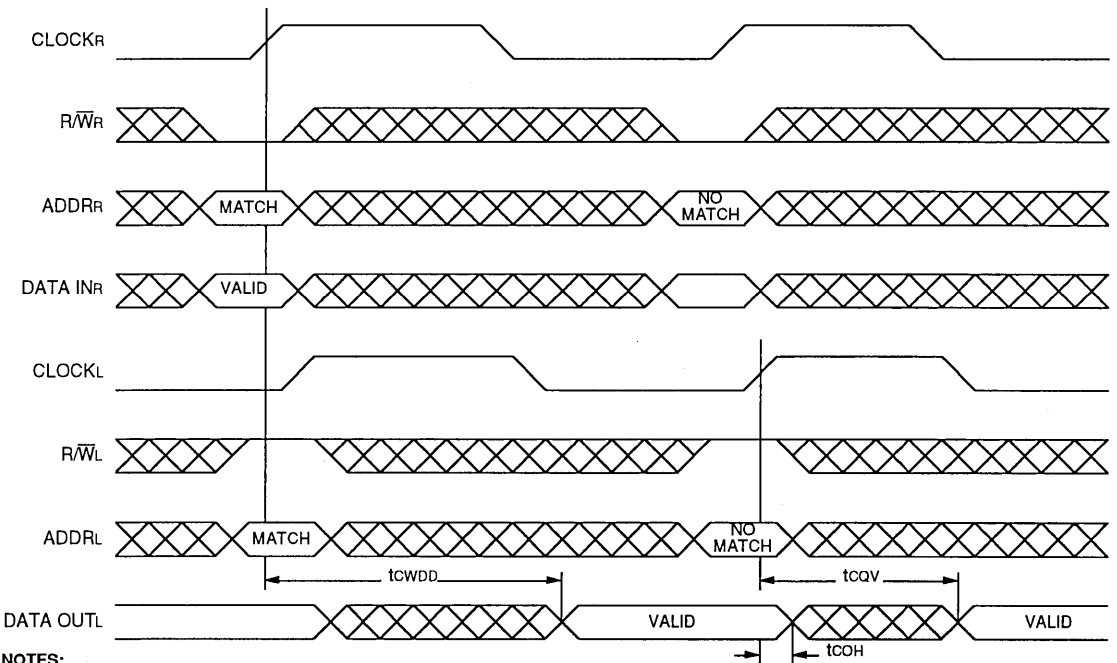 CLOCKR
R/W̅R
ADDRR
MATCH
NO
MATCH
DATA INR
VALID
CLOCKL
R/W̅L
ADDRL
MATCH
NO
MATCH
tCWDD
tCQV
DATA OUTL
VALID
VALID
tCOH
NOTES: